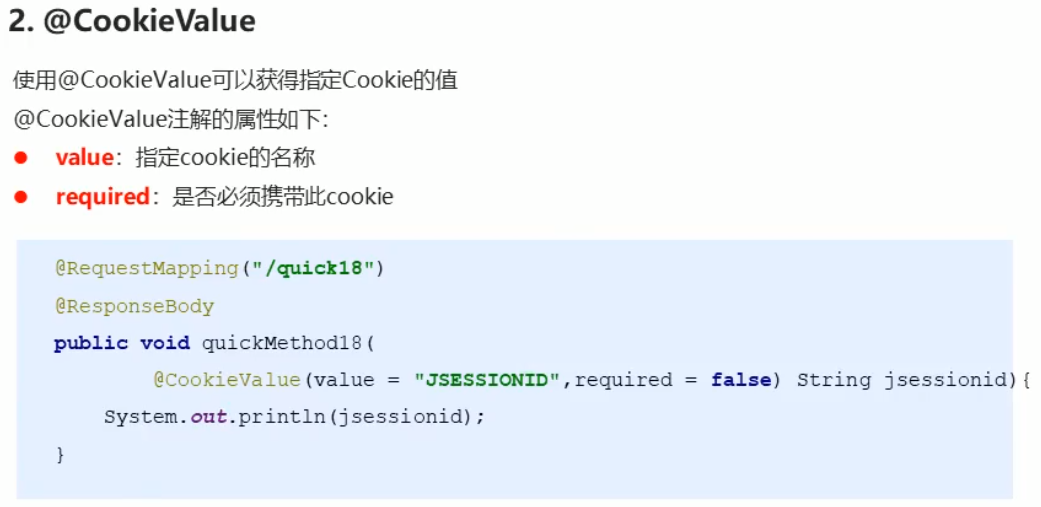 2. @CookieValue
使用@CookieValue可以获得指定Cookie的值
@CookieValue注解的属性如下：
● value：指定cookie的名称
● required：是否必须携带此cookie
@RequestMapping("/quick18")
@ResponseBody
public void quickMethod18(
@CookieValue(value = "JSESSIONID",required = false) String jsessionid){
System.out.println(jsessionid);
}